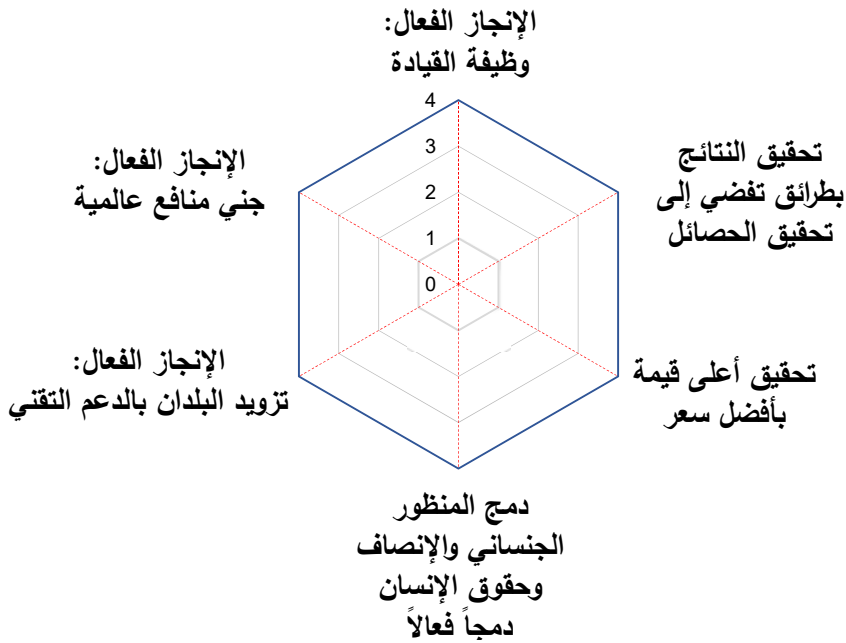 الإنجاز الفعال:
وظيفة القيادة
4
3
2
1
0
تحقيق النتائج
بطرائق تفضي إلى
تحقيق الحصائل
تحقيق أعلى قيمة
بأفضل سعر
دمج المنظور
الجنساني والإنصاف
وحقوق الإنسان
دمجاً فعالاً
الإنجاز الفعال:
تزويد البلدان بالدعم التقني
الإنجاز الفعال:
جني منافع عالمية